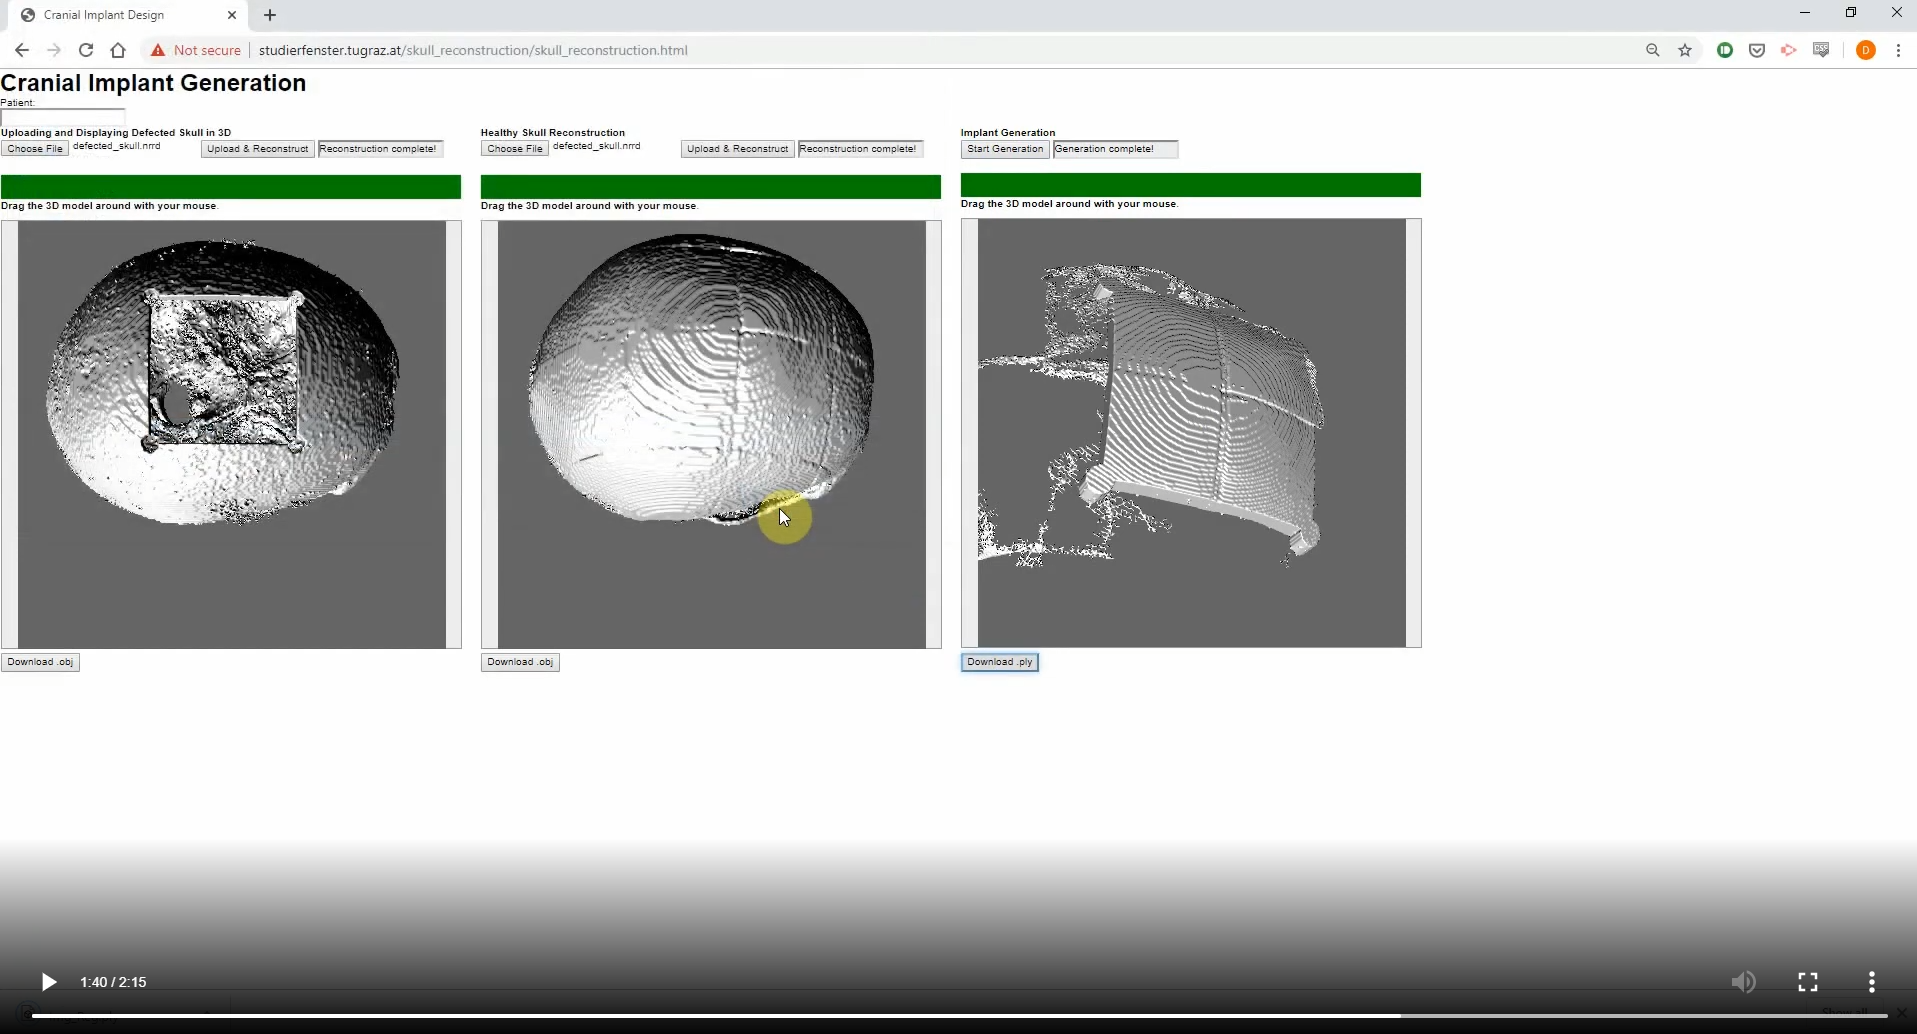 Cranial Implant Design
Not secure studierfenster.tugraz.at/skull_reconstruction/skull_reconstruction.html
D
Cranial Implant Generation
Patient:
Uploading and Displaying Defected Skull in 3D
Choose File defected_skull.nrrd Upload & Reconstruct Reconstruction complete!
Drag the 3D model around with your mouse.
Download .obj
Healthy Skull Reconstruction
Choose File defected_skull.nrrd Upload & Reconstruct Reconstruction complete!
Drag the 3D model around with your mouse.
Download .obj
Implant Generation
Start Generation Generation complete!
Drag the 3D model around with your mouse.
Download .ply
1:40 / 2:15
Show all